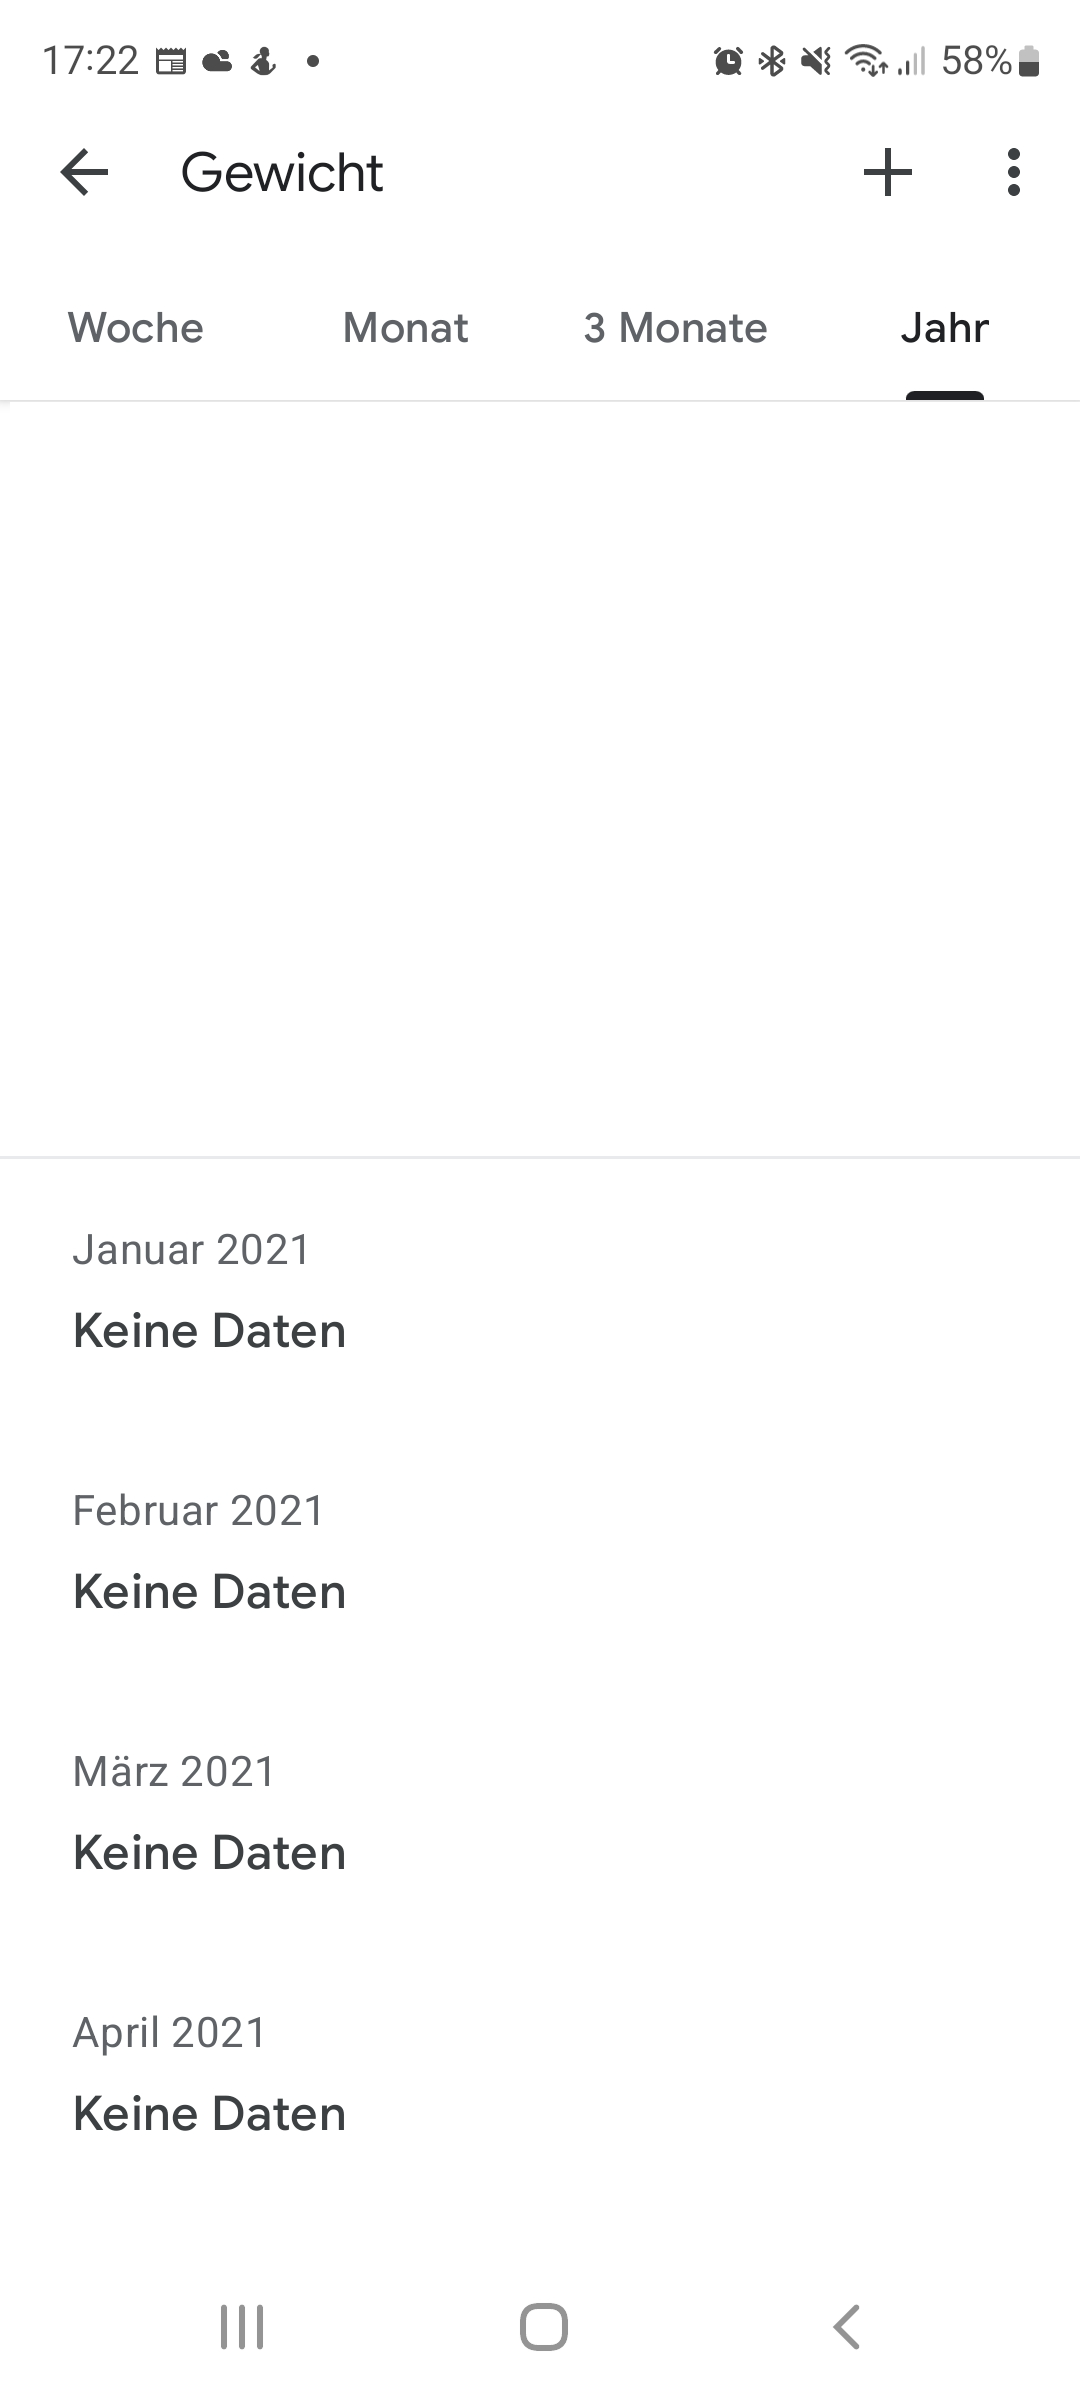 17:22
58%
Gewicht
Woche Monat 3 Monate Jahr
Januar 2021
Keine Daten
Februar 2021
Keine Daten
März 2021
Keine Daten
April 2021
Keine Daten